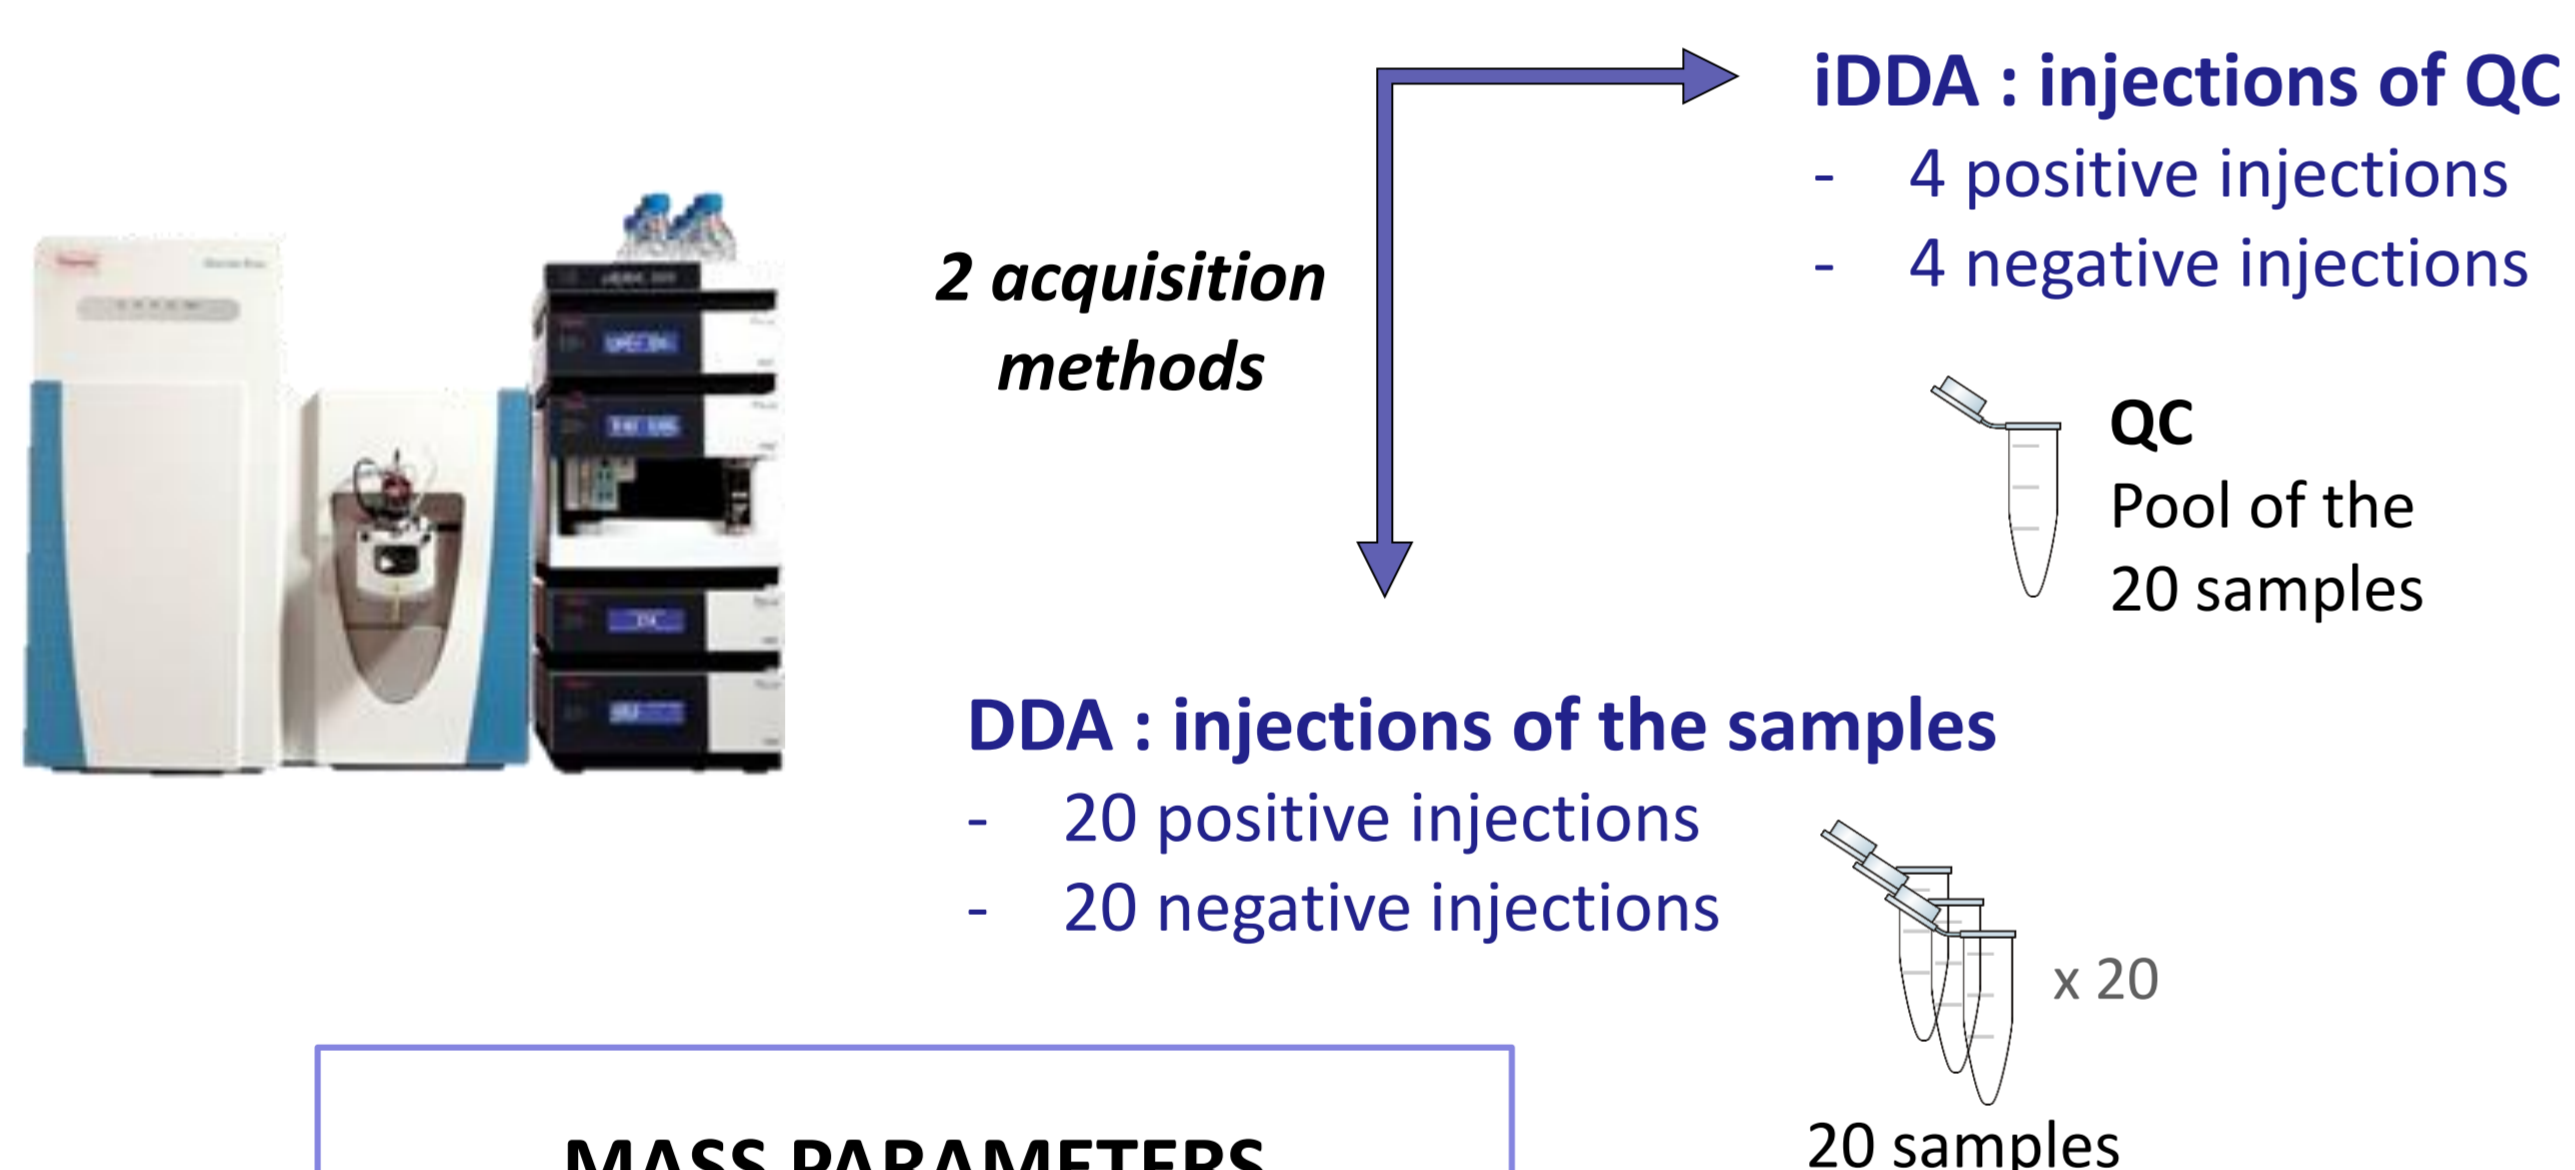 iDDA : injections of QC
- 4 positive injections
- 4 negative injections
2 acquisition
methods
QC
Pool of the
20 samples
DDA : injections of the samples
- 20 positive injections
- 20 negative injections
x 20
20 samples
MASS PARAMETERS